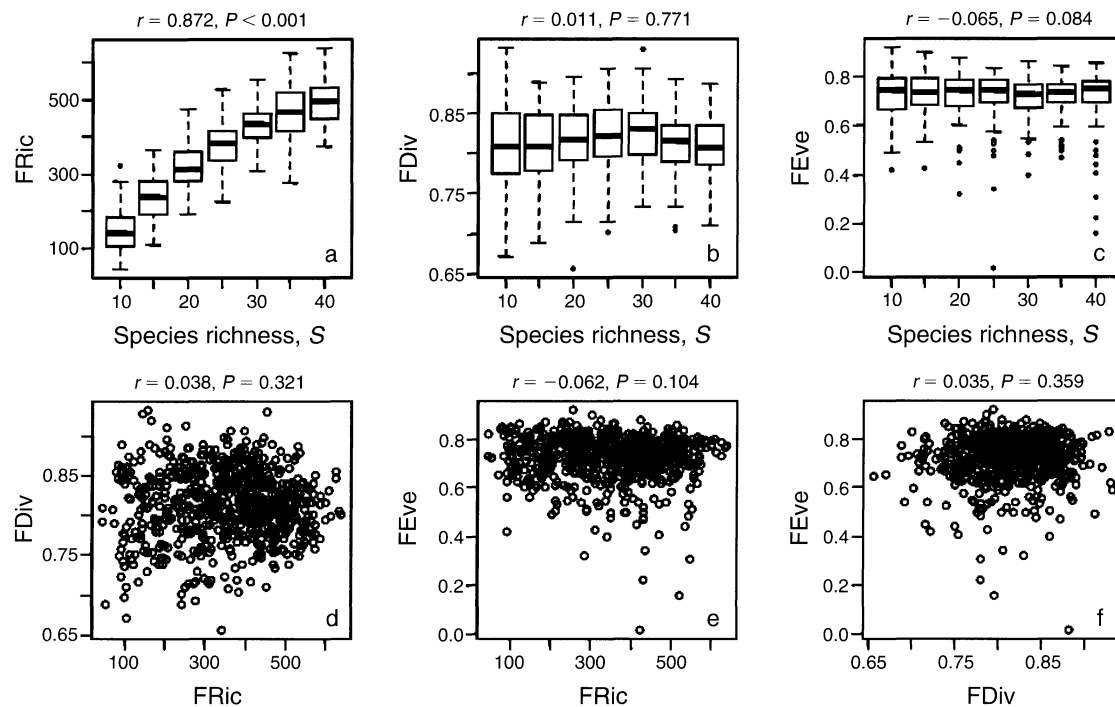 r = 0.872, P < 0.001
FRic
500
300
100
a
10 20 30 40
Species richness, S
r = 0.011, P = 0.771
FDiv
0.85
0.75
0.65
b
10 20 30 40
Species richness, S
r = −0.065, P = 0.084
FEve
0.8
0.6
0.4
0.2
0.0
c
10 20 30 40
Species richness, S
r = 0.038, P = 0.321
FDiv
0.85
0.75
0.65
d
100 300 500
FRic
r = −0.062, P = 0.104
FEve
0.8
0.6
0.4
0.2
0.0
e
100 300 500
FRic
r = 0.035, P = 0.359
FEve
0.8
0.6
0.4
0.2
0.0
f
0.65 0.75 0.85
FDiv